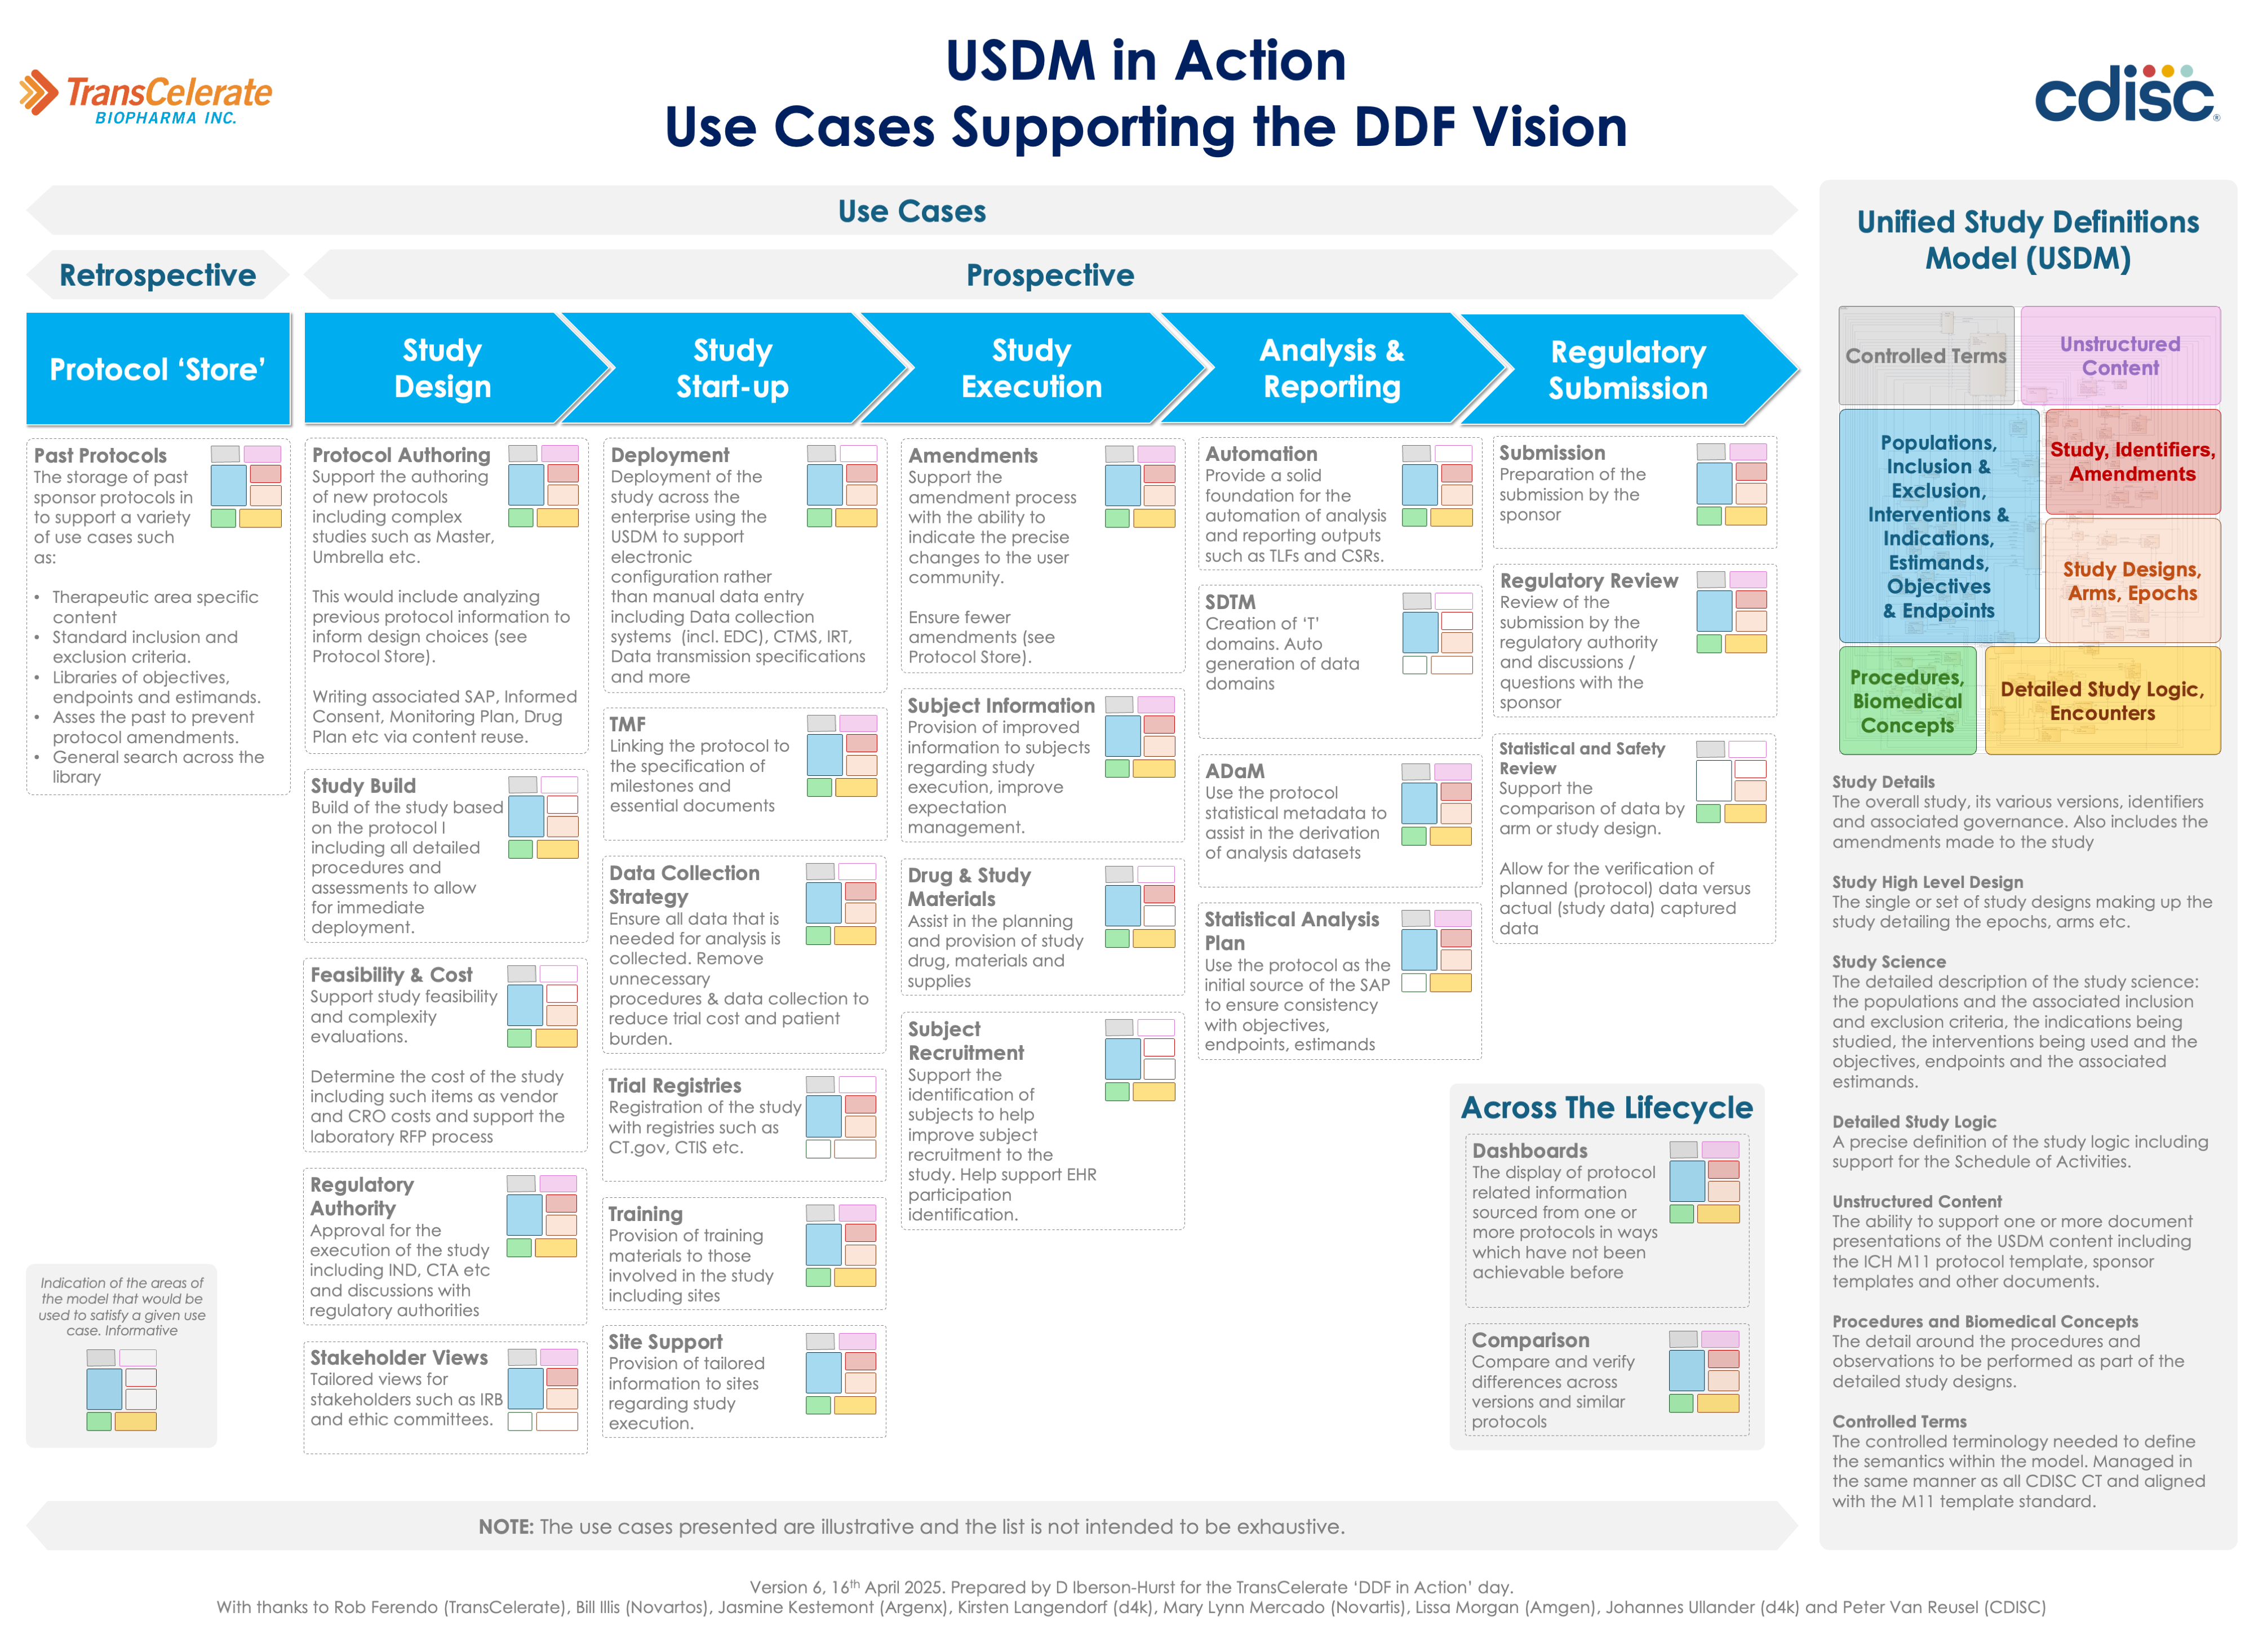 TransCelerate
BIOPHARMA INC.
USDM in Action
Use Cases Supporting the DDF Vision
cdisc®
Use Cases
Retrospective
Prospective
Protocol ‘Store’
Study
Design
Study
Start-up
Study
Execution
Analysis &
Reporting
Regulatory
Submission
Past Protocols
The storage of past
sponsor protocols in
to support a variety
of use cases such
as:
• Therapeutic area specific
content
• Standard inclusion and
exclusion criteria.
• Libraries of objectives,
endpoints and estimands.
• Asses the past to prevent
protocol amendments.
• General search across the
library
Indication of the areas of
the model that would be
used to satisfy a given use
case. Informative
Protocol Authoring
Support the authoring
of new protocols
including complex
studies such as Master,
Umbrella etc.
This would include analyzing
previous protocol information to
inform design choices (see
Protocol Store).
Writing associated SAP, Informed
Consent, Monitoring Plan, Drug
Plan etc via content reuse.
Study Build
Build of the study based
on the protocol l
including all detailed
procedures and
assessments to allow
for immediate
deployment.
Feasibility & Cost
Support study feasibility
and complexity
evaluations.
Determine the cost of the study
including such items as vendor
and CRO costs and support the
laboratory RFP process
Regulatory
Authority
Approval for the
execution of the study
including IND, CTA etc
and discussions with
regulatory authorities
Stakeholder Views
Tailored views for
stakeholders such as IRB
and ethic committees.
Deployment
Deployment of the
study across the
enterprise using the
USDM to support
electronic
configuration rather
than manual data entry
including Data collection
systems (incl. EDC), CTMS, IRT,
Data transmission specifications
and more
TMF
Linking the protocol to
the specification of
milestones and
essential documents
Data Collection
Strategy
Ensure all data that is
needed for analysis is
collected. Remove
unnecessary
procedures & data collection to
reduce trial cost and patient
burden.
Trial Registries
Registration of the study
with registries such as
CT.gov, CTIS etc.
Training
Provision of training
materials to those
involved in the study
including sites
Site Support
Provision of tailored
information to sites
regarding study
execution.
Amendments
Support the
amendment process
with the ability to
indicate the precise
changes to the user
community.
Ensure fewer
amendments (see
Protocol Store).
Subject Information
Provision of improved
information to subjects
regarding study
execution, improve
expectation
management.
Drug & Study
Materials
Assist in the planning
and provision of study
drug, materials and
supplies
Subject
Recruitment
Support the
identification of
subjects to help
improve subject
recruitment to the
study. Help support EHR
participation
identification.
Automation
Provide a solid
foundation for the
automation of analysis
and reporting outputs
such as TLFs and CSRs.
SDTM
Creation of ‘T’
domains. Auto
generation of data
domains
ADaM
Use the protocol
statistical metadata to
assist in the derivation
of analysis datasets
Statistical Analysis
Plan
Use the protocol as the
initial source of the SAP
to ensure consistency
with objectives,
endpoints, estimands
Submission
Preparation of the
submission by the
sponsor
Regulatory Review
Review of the
submission by the
regulatory authority
and discussions /
questions with the
sponsor
Statistical and Safety
Review
Support the
comparison of data by
arm or study design.
Allow for the verification of
planned (protocol) data versus
actual (study data) captured
data
Across The Lifecycle
Dashboards
The display of protocol
related information
sourced from one or
more protocols in ways
which have not been
achievable before
Comparison
Compare and verify
differences across
versions and similar
protocols
Unified Study Definitions
Model (USDM)
Controlled Terms
Unstructured
Content
Populations,
Inclusion &
Exclusion,
Interventions &
Indications,
Estimands,
Objectives
& Endpoints
Study, Identifiers,
Amendments
Study Designs,
Arms, Epochs
Procedures,
Biomedical
Concepts
Detailed Study Logic,
Encounters
Study Details
The overall study, its various versions, identifiers
and associated governance. Also includes the
amendments made to the study
Study High Level Design
The single or set of study designs making up the
study detailing the epochs, arms etc.
Study Science
The detailed description of the study science:
the populations and the associated inclusion
and exclusion criteria, the indications being
studied, the interventions being used and the
objectives, endpoints and the associated
estimands.
Detailed Study Logic
A precise definition of the study logic including
support for the Schedule of Activities.
Unstructured Content
The ability to support one or more document
presentations of the USDM content including
the ICH M11 protocol template, sponsor
templates and other documents.
Procedures and Biomedical Concepts
The detail around the procedures and
observations to be performed as part of the
detailed study designs.
Controlled Terms
The controlled terminology needed to define
the semantics within the model. Managed in
the same manner as all CDISC CT and aligned
with the M11 template standard.
NOTE: The use cases presented are illustrative and the list is not intended to be exhaustive.
Version 6, 16th April 2025. Prepared by D Iberson-Hurst for the TransCelerate ‘DDF in Action’ day.
With thanks to Rob Ferendo (TransCelerate), Bill Illis (Novartos), Jasmine Kestemont (Argenx), Kirsten Langendorf (d4k), Mary Lynn Mercado (Novartis), Lissa Morgan (Amgen), Johannes Ullander (d4k) and Peter Van Reusel (CDISC)